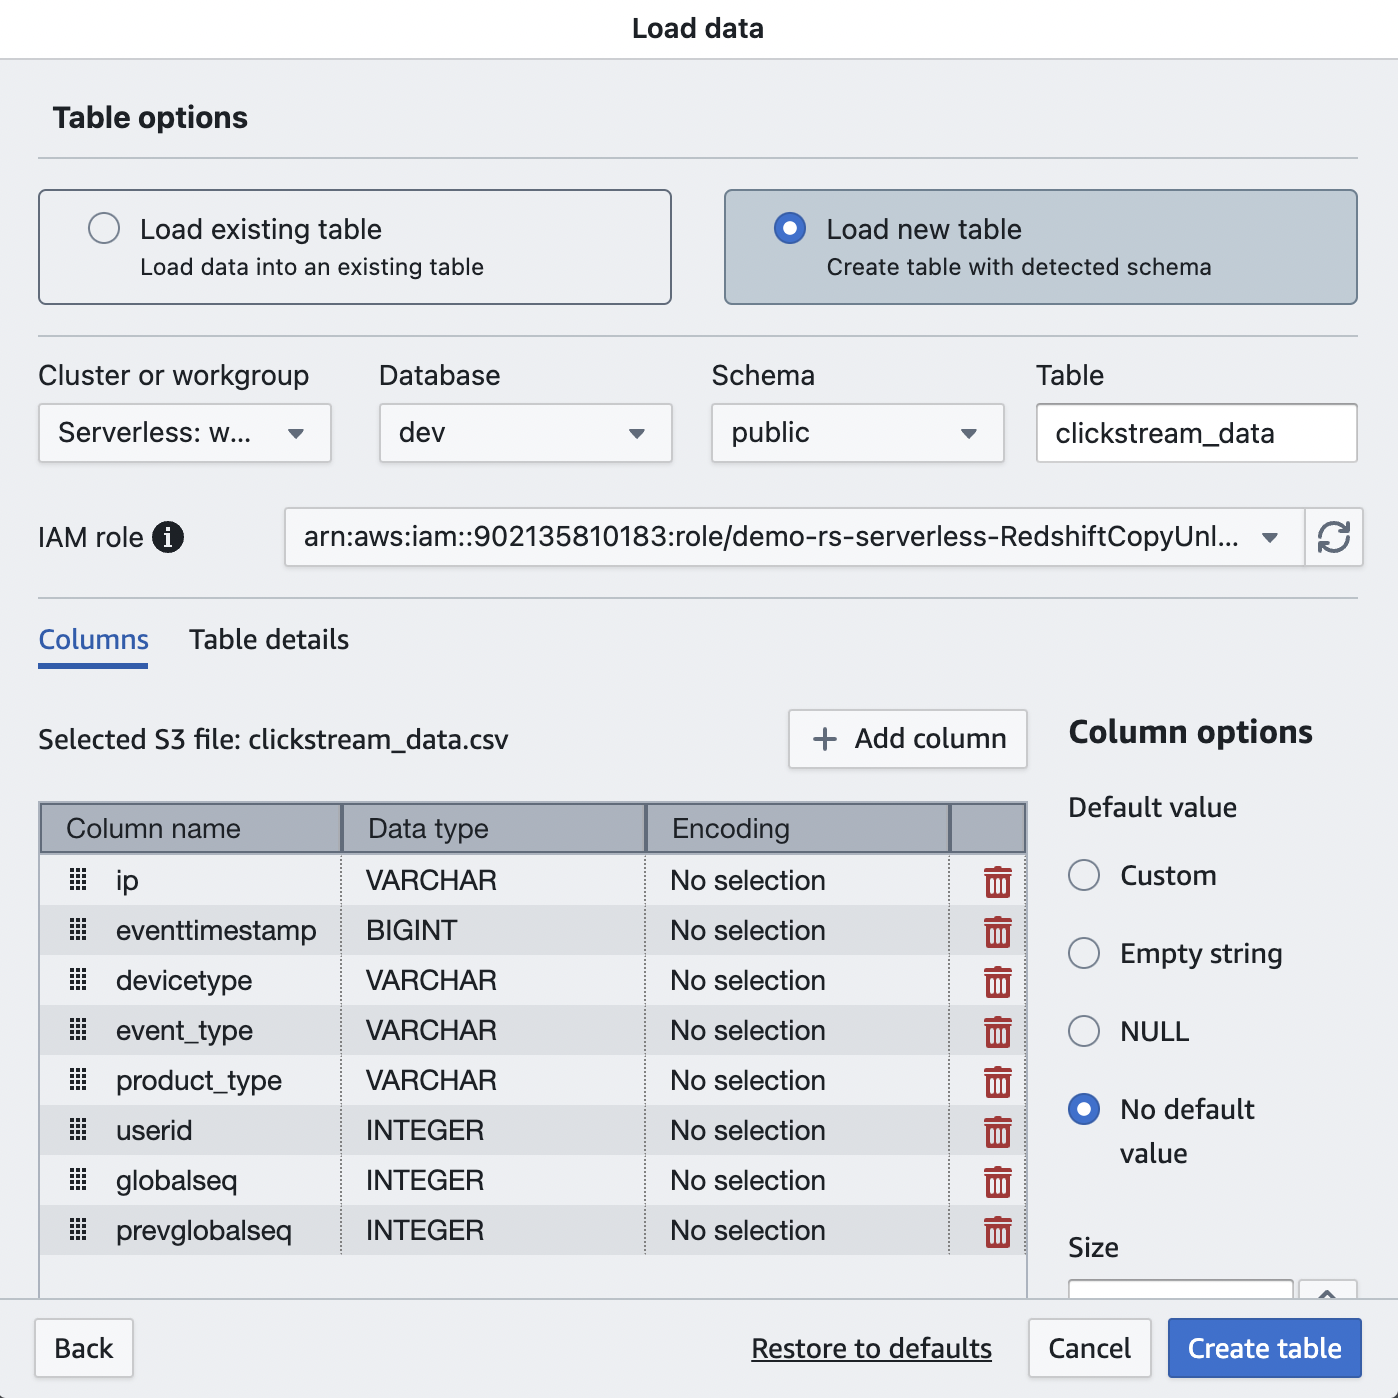 Load data
Table options
Load existing table
Load data into an existing table
Load new table
Create table with detected schema
Cluster or workgroup
Database
Schema
Table
Serverless: w...
dev
public
clickstream_data
IAM role
arn:aws:iam::902135810183:role/demo-rs-serverless-RedshiftCopyUnl...
Columns
Table details
Selected S3 file: clickstream_data.csv
Add column
Column name Data type Encoding
ip VARCHAR No selection
eventtimestamp BIGINT No selection
devicetype VARCHAR No selection
event_type VARCHAR No selection
product_type VARCHAR No selection
userid INTEGER No selection
globalseq INTEGER No selection
prevglobalseq INTEGER No selection
Column options
Default value
Custom
Empty string
NULL
No default
value
Size
Back
Restore to defaults
Cancel
Create table